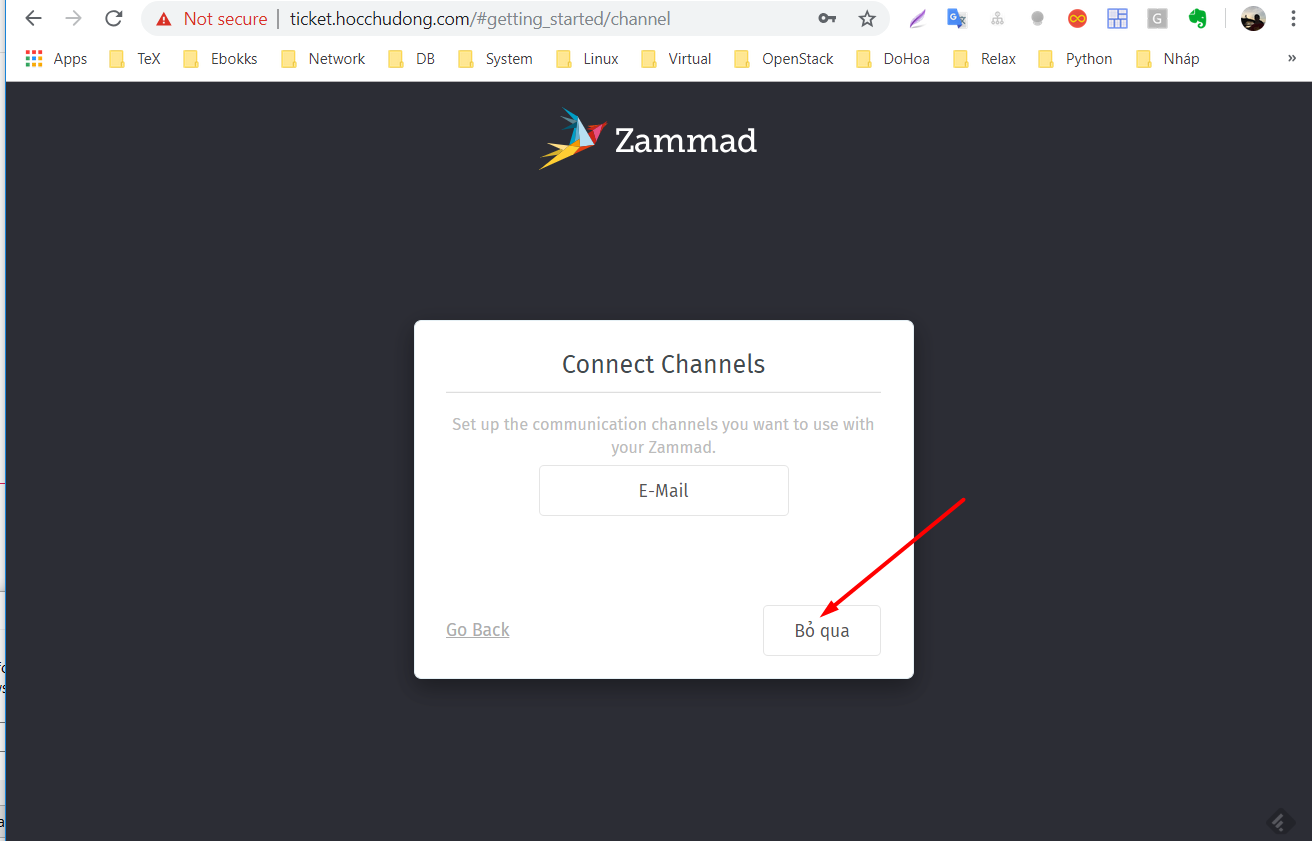 Not secure | ticket.hocchudong.com/#getting_started/channel
G
Apps TeX Ebokks Network DB System Linux Virtual OpenStack DoHoa Relax Python Nháp »
Zammad
Connect Channels
Set up the communication channels you want to use with
your Zammad.
E-Mail
Go Back Bỏ qua